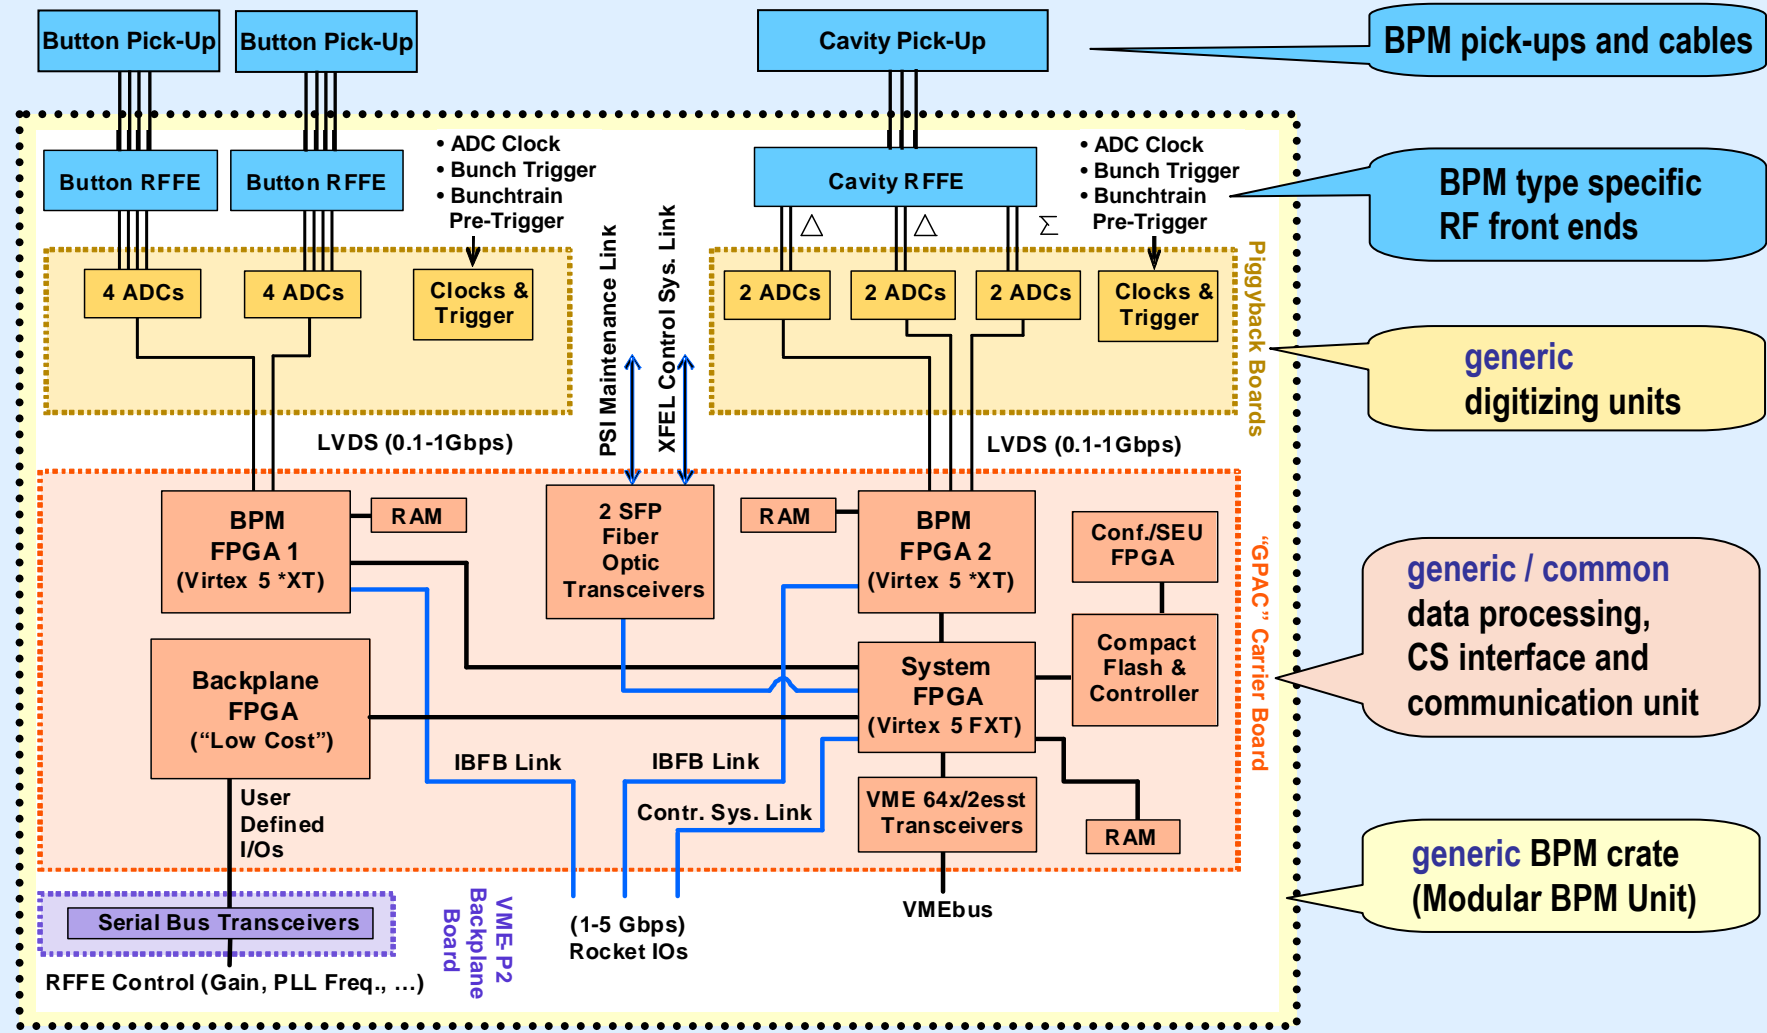 Button Pick-Up
Button Pick-Up
Cavity Pick-Up
BPM pick-ups and cables
Button RFFE
Button RFFE
• ADC Clock
• Bunch Trigger
• Bunchtrain
Pre-Trigger
Cavity RFFE
• ADC Clock
• Bunch Trigger
• Bunchtrain
Pre-Trigger
BPM type specific
RF front ends
△
△
Σ
4 ADCs
4 ADCs
Clocks &
Trigger
PSI Maintenance Link
XFEL Control Sys. Link
2 ADCs
2 ADCs
2 ADCs
Clocks &
Trigger
Piggyback Boards
generic
digitizing units
LVDS (0.1-1Gbps)
LVDS (0.1-1Gbps)
BPM
FPGA 1
(Virtex 5 *XT)
RAM
2 SFP
Fiber
Optic
Transceivers
RAM
BPM
FPGA 2
(Virtex 5 *XT)
Conf./SEU
FPGA
"GPAC" Carrier Board
generic / common
data processing,
CS interface and
communication unit
Backplane
FPGA
("Low Cost")
System
FPGA
(Virtex 5 FXT)
Compact
Flash &
Controller
IBFB Link
IBFB Link
User
Defined
I/Os
Contr. Sys. Link
VME 64x/2esst
Transceivers
RAM
generic BPM crate
(Modular BPM Unit)
Serial Bus Transceivers
VME-P2
Backplane
Board
(1-5 Gbps)
Rocket IOs
VMEbus
RFFE Control (Gain, PLL Freq., ...)